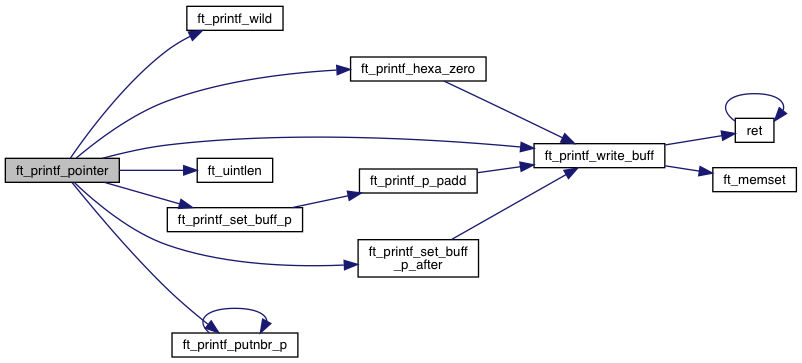 ft_printf_wild
ft_printf_hexa_zero
ret
ft_printf_pointer
ft_uintlen
ft_printf_write_buff
ft_printf_p_padd
ft_memset
ft_printf_set_buff_p
ft_printf_set_buff
_p_after
ft_printf_putnbr_p